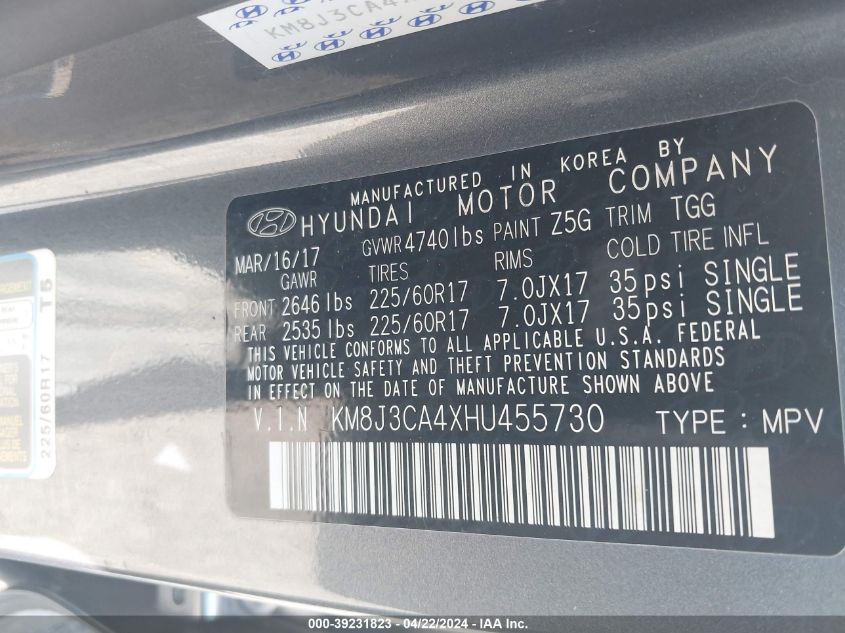 KM8J3CA4X
MANUFACTURED IN KOREA BY
HYUNDAI MOTOR COMPANY
MAR/16/17 GVWR 4740 lbs PAINT Z5G TRIM TGG
GAWR TIRES RIMS COLD TIRE INFL
FRONT 2646 lbs 225/60R17 7.0JX17 35psi SINGLE
REAR 2535 lbs 225/60R17 7.0JX17 35psi SINGLE
THIS VEHICLE CONFORMS TO ALL APPLICABLE U.S.A. FEDERAL
MOTOR VEHICLE SAFETY AND THEFT PREVENTION STANDARDS
IN EFFECT ON THE DATE OF MANUFACTURE SHOWN ABOVE
V.I.N KM8J3CA4XHU455730 TYPE : MPV
225/60R17 T5
000-39231823 - 04/22/2024 - IAA Inc.